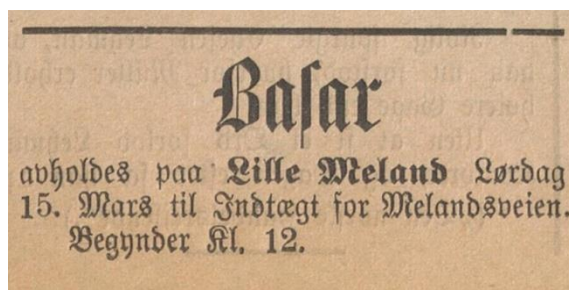 Basar
avholdes paa Lille Meland Lørdag
15. Mars til Indtægt for Melandsveien.
Begynder Kl. 12.